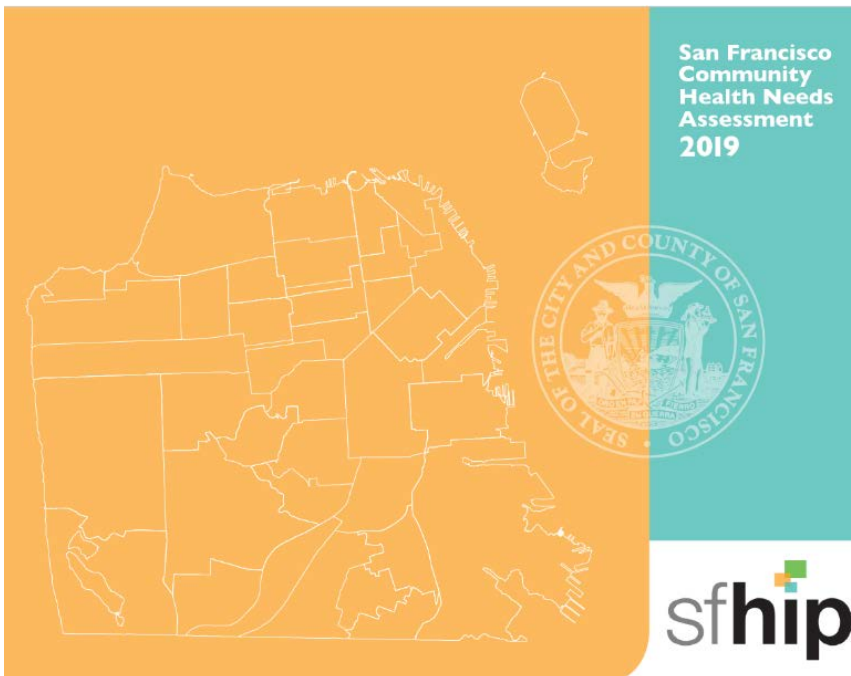 San Francisco
Community
Health Needs
Assessment
2019
SEAL OF THE CITY AND COUNTY OF SAN FRANCISCO
sfhip